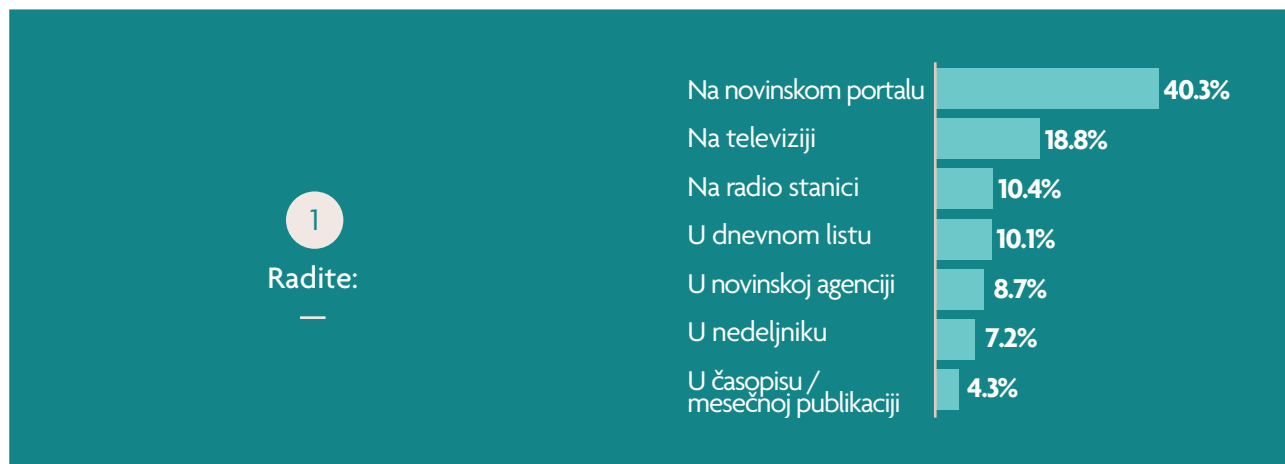 1
Radite:
Na novinskom portalu 40.3%
Na televiziji 18.8%
Na radio stanici 10.4%
U dnevnom listu 10.1%
U novinskoj agenciji 8.7%
U nedeljniku 7.2%
U časopisu /
mesečnoj publikaciji 4.3%